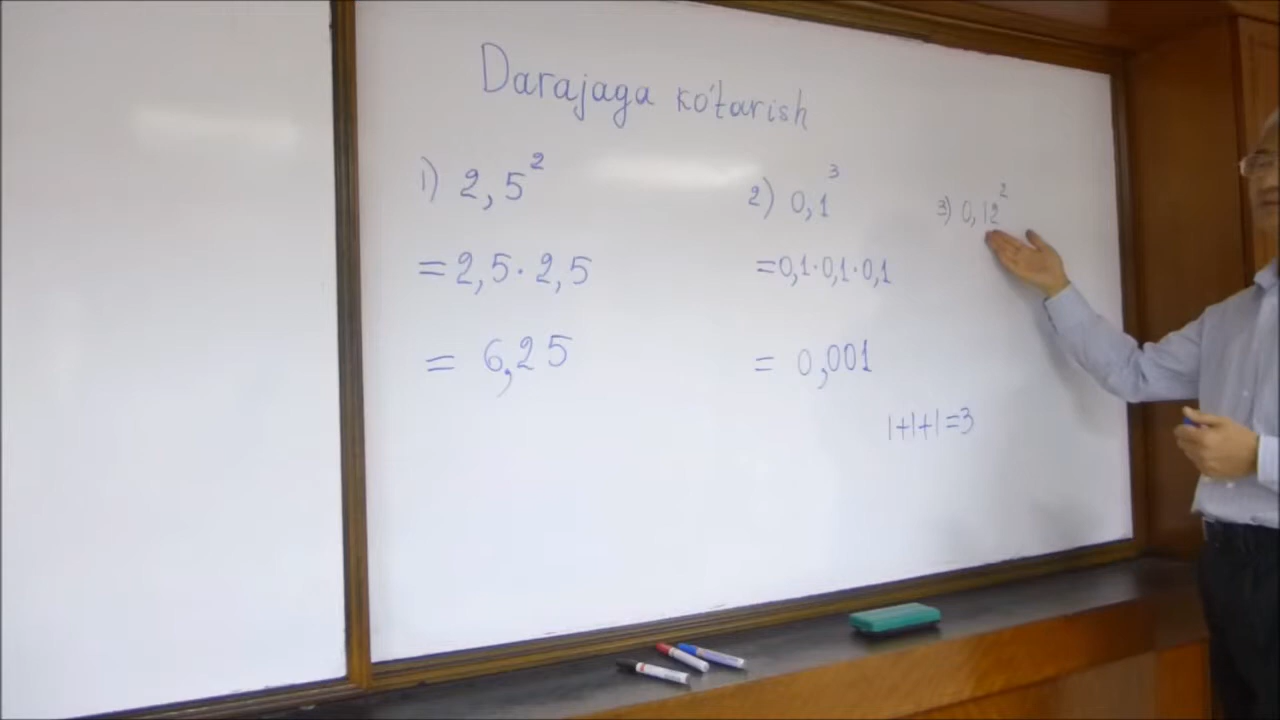 Darajaga ko'tarish
1) 2,5²
= 2,5 · 2,5
= 6,25
2) 0,1³
= 0,1 · 0,1 · 0,1
= 0,001
1+1+1=3
3) 0,12²